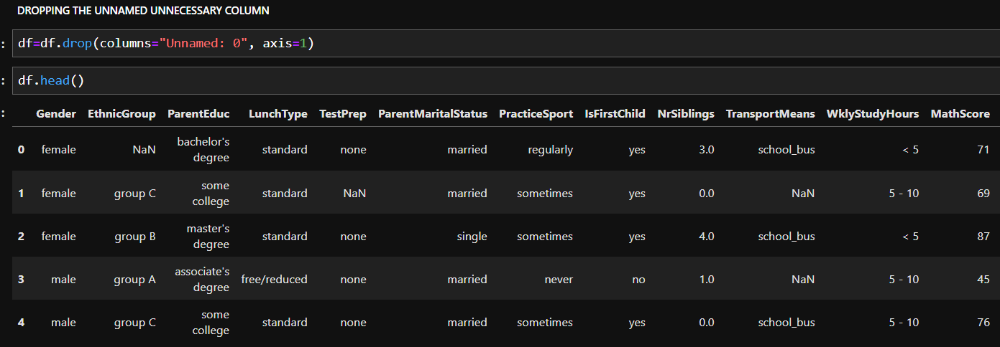 DROPPING THE UNNAMED UNNECESSARY COLUMN
: df=df.drop(columns="Unnamed: 0", axis=1)
: df.head()
:
Gender EthnicGroup ParentEduc LunchType TestPrep ParentMaritalStatus PracticeSport IsFirstChild NrSiblings TransportMeans WklyStudyHours MathScore
0 female NaN bachelor's degree standard none married regularly yes 3.0 school_bus < 5 71
1 female group C some college standard NaN married sometimes yes 0.0 NaN 5 - 10 69
2 female group B master's degree standard none single sometimes yes 4.0 school_bus < 5 87
3 male group A associate's degree free/reduced none married never no 1.0 NaN 5 - 10 45
4 male group C some college standard none married sometimes yes 0.0 school_bus 5 - 10 76